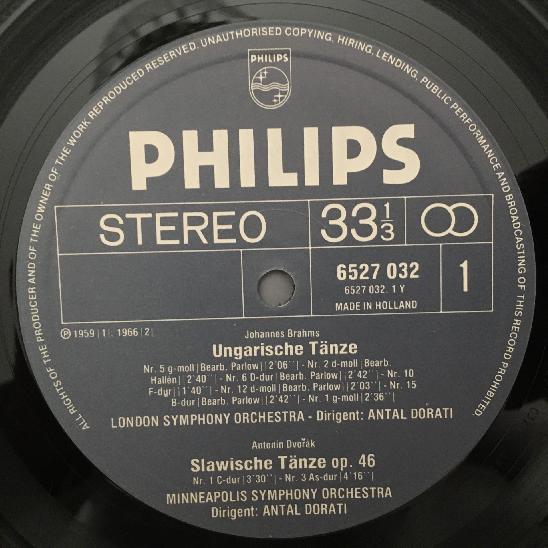 ALL RIGHTS OF THE PRODUCER AND OF THE OWNER OF THE WORK REPRODUCED RESERVED. UNAUTHORISED COPYING, HIRING, LENDING, PUBLIC PERFORMANCE AND BROADCASTING OF THIS RECORD PROHIBITED.
PHILIPS
PHILIPS
STEREO
33 1/3
6527 032
6527 032.1 Y
MADE IN HOLLAND
1
Ⓟ 1959 |1|, 1966 |2|
Johannes Brahms
Ungarische Tänze
Nr. 5 g-moll |Bearb. Parlow| |2'06''| - Nr. 2 d-moll |Bearb.
Hallén| |2'40''| - Nr. 6 D-dur |Bearb. Parlow| |2'42''| - Nr. 10
F-dur| |1'40''| - Nr. 12 d-moll |Bearb. Parlow| |2'03''| - Nr. 15
B-dur |Bearb. Parlow| |2'42''| - Nr. 1 g-moll |2'36''|
LONDON SYMPHONY ORCHESTRA - Dirigent: ANTAL DORATI
Antonin Dvořák
Slawische Tänze op. 46
Nr. 1 C-dur |3'30''| - Nr. 3 As-dur |4'16''|
MINNEAPOLIS SYMPHONY ORCHESTRA
Dirigent: ANTAL DORATI